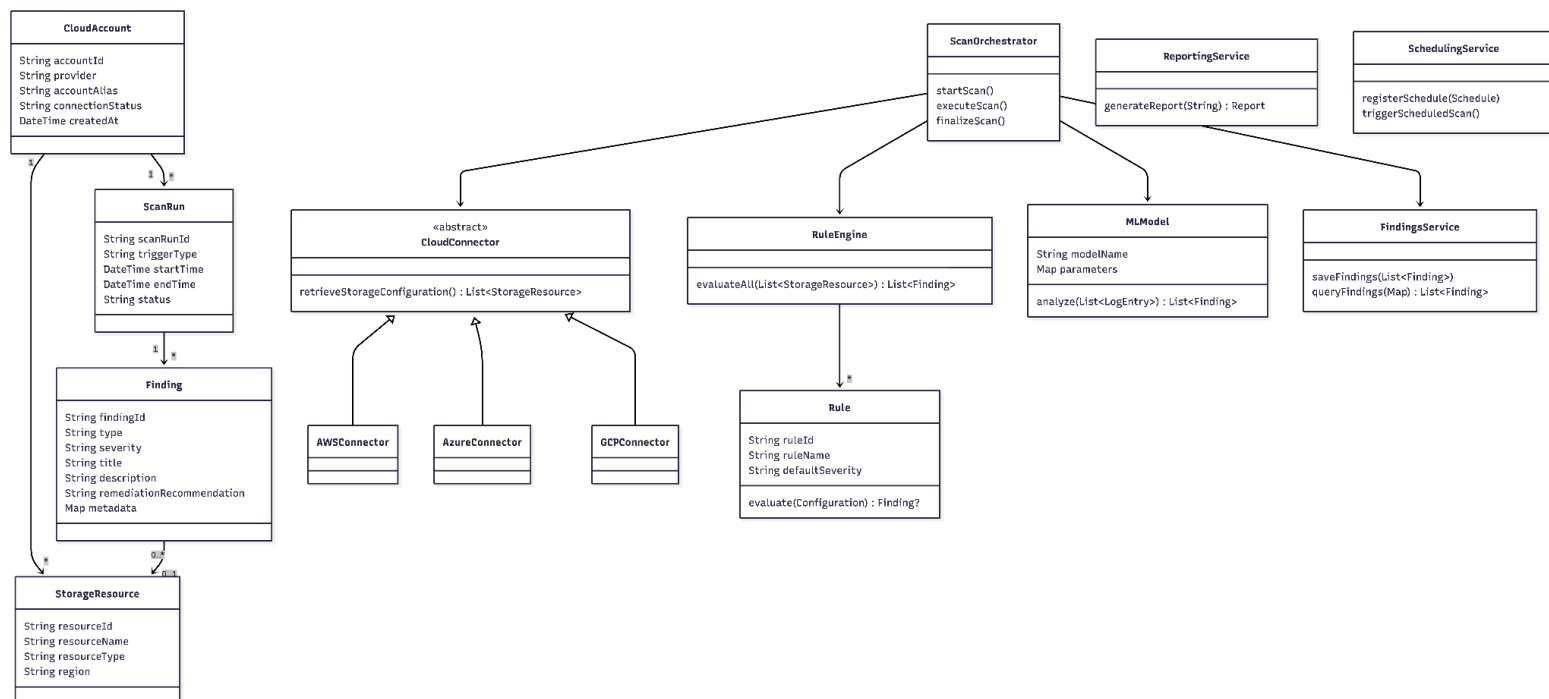 CloudAccount
String accountId
String provider
String accountAlias
String connectionStatus
DateTime createdAt
1
1
*
ScanRun
String scanRunId
String triggerType
DateTime startTime
DateTime endTime
String status
1
*
Finding
String findingId
String type
String severity
String title
String description
String remediationRecommendation
Map metadata
*
0..*
0..1
StorageResource
String resourceId
String resourceName
String resourceType
String region
ScanOrchestrator
startScan()
executeScan()
finalizeScan()
ReportingService
generateReport(String) : Report
SchedulingService
registerSchedule(Schedule)
triggerScheduledScan()
«abstract»
CloudConnector
retrieveStorageConfiguration() : List<StorageResource>
RuleEngine
evaluateAll(List<StorageResource>) : List<Finding>
MLModel
String modelName
Map parameters
analyze(List<LogEntry>) : List<Finding>
FindingsService
saveFindings(List<Finding>)
queryFindings(Map) : List<Finding>
AWSConnector
AzureConnector
GCPConnector
*
Rule
String ruleId
String ruleName
String defaultSeverity
evaluate(Configuration) : Finding?